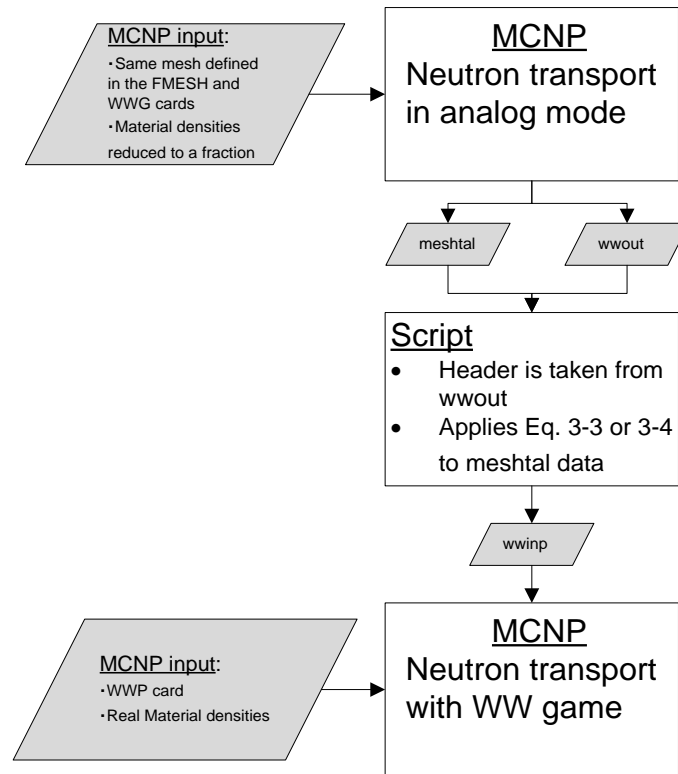 MCNP input:
・Same mesh defined
in the FMESH and
WWG cards
・Material densities
reduced to a fraction
MCNP
Neutron transport
in analog mode
meshtal
wwout
Script
• Header is taken from
wwout
• Applies Eq. 3-3 or 3-4
to meshtal data
wwinp
MCNP input:
・WWP card
・Real Material densities
MCNP
Neutron transport
with WW game